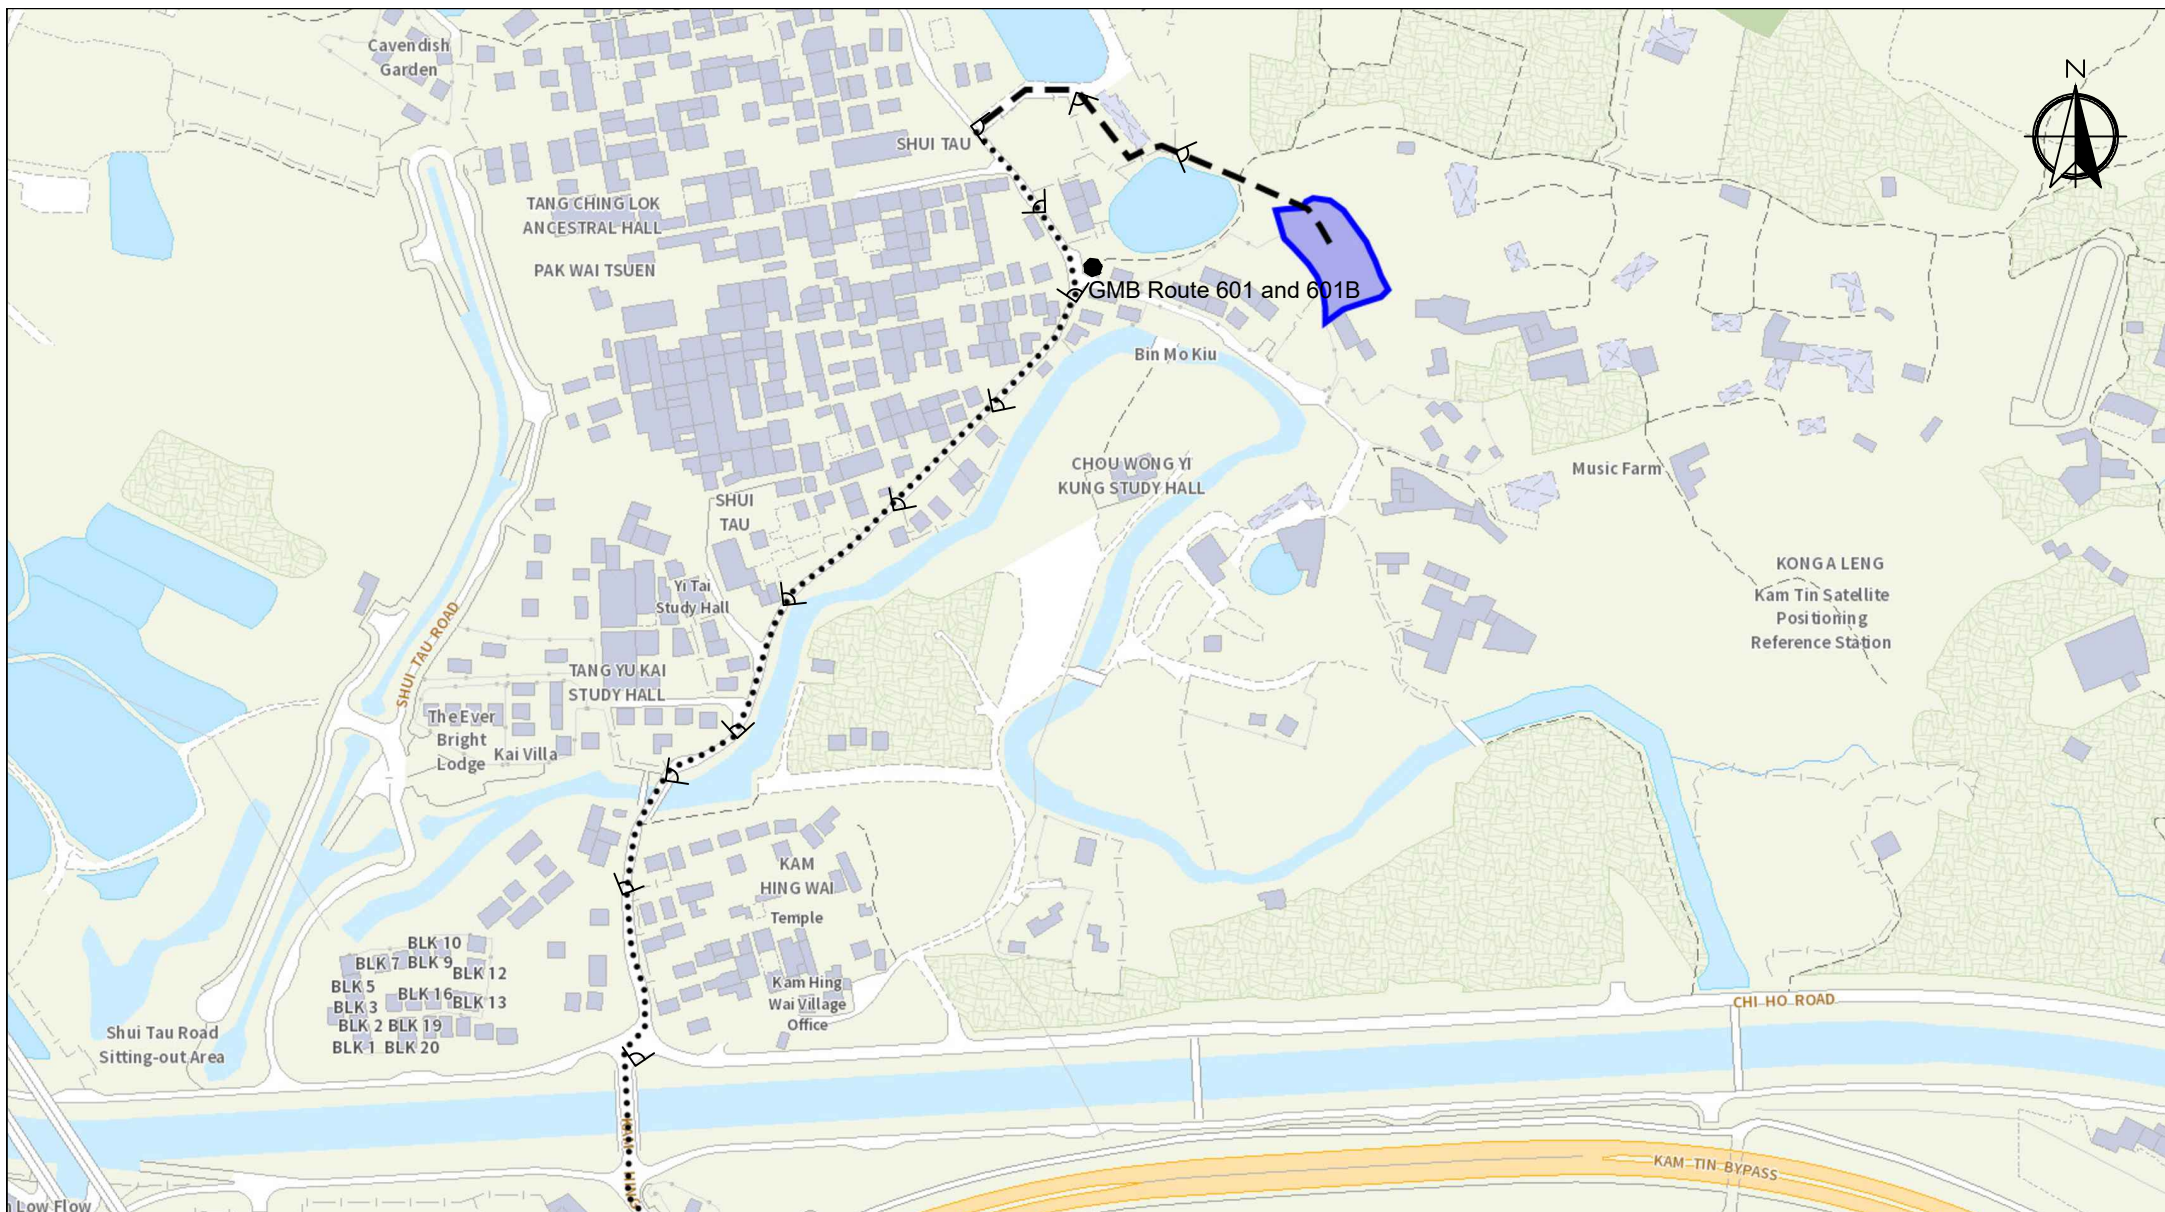 Cavendish
Garden
N
SHUI TAU
TANG CHING LOK
ANCESTRAL HALL
PAK WAI TSUEN
GMB Route 601 and 601B
Bin Mo Kiu
CHOU WONG YI
KUNG STUDY HALL
Music Farm
SHUI
TAU
KONG A LENG
Kam Tin Satellite
Positioning
Reference Station
Yi Tai
Study Hall
SHUI TAU ROAD
TANG YU KAI
STUDY HALL
The Ever
Bright
Lodge
Kai Villa
KAM
HING WAI
Temple
BLK 10
BLK 7
BLK 9
BLK 12
BLK 5
BLK 16
BLK 13
BLK 3
BLK 2
BLK 19
BLK 1
BLK 20
Kam Hing
Wai Village
Office
CHI HO ROAD
Shui Tau Road
Sitting-out Area
KAM TIN BYPASS
Low Flow